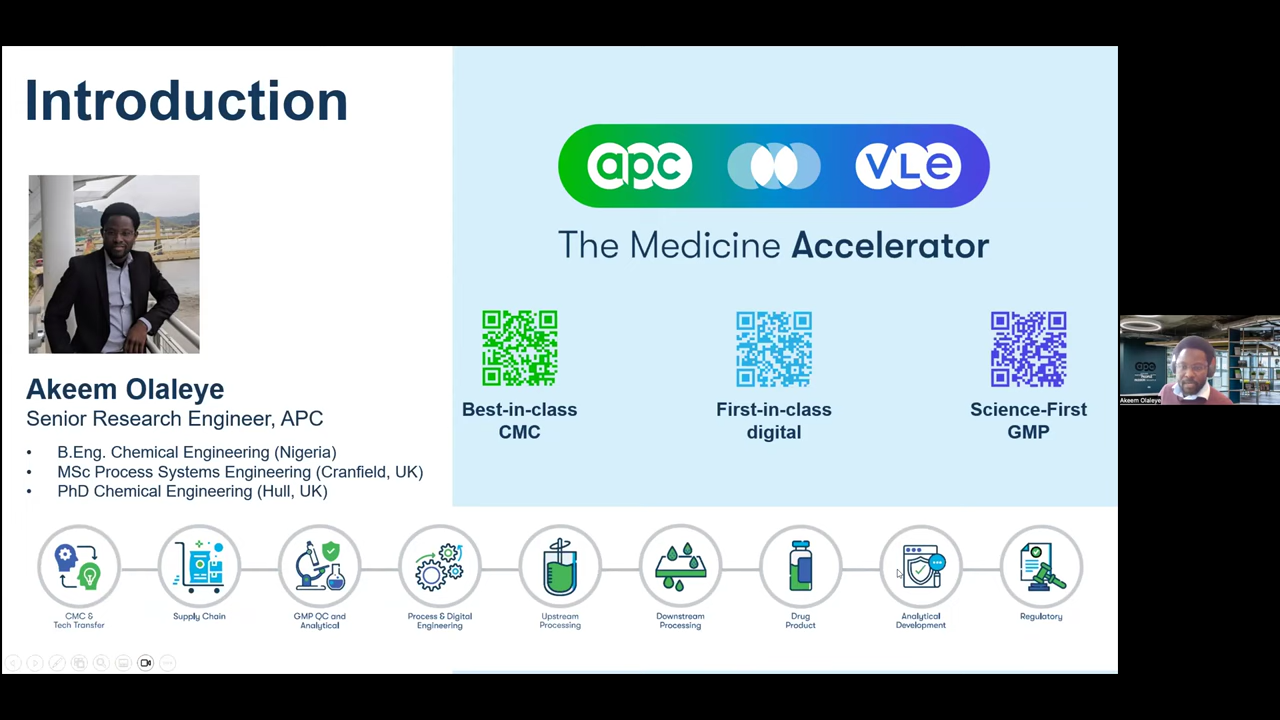 Introduction
apc
VLe
The Medicine Accelerator
Akeem Olaleye
Senior Research Engineer, APC
• B.Eng. Chemical Engineering (Nigeria)
• MSc Process Systems Engineering (Cranfield, UK)
• PhD Chemical Engineering (Hull, UK)
Best-in-class
CMC
First-in-class
digital
Science-First
GMP
CMC &
Tech Transfer
Supply Chain
GMP QC and
Analytical
Process & Digital
Engineering
Upstream
Processing
Downstream
Processing
Drug
Product
Analytical
Development
Regulatory
apc
Akeem Olaleye